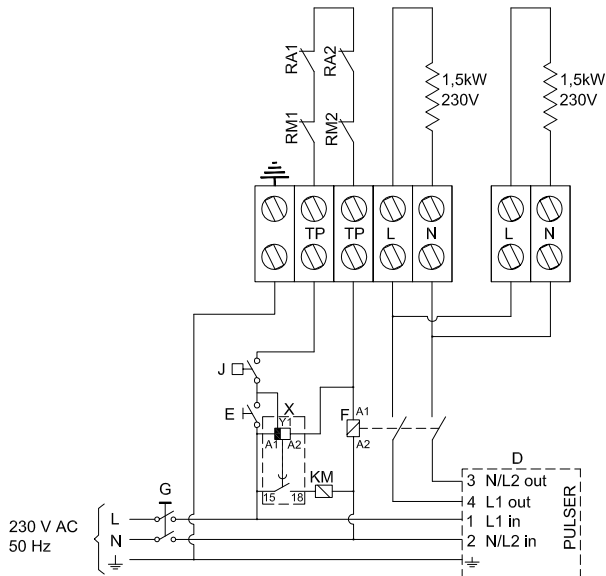 RA1
RA2
RM1
RM2
1,5kW
230V
1,5kW
230V
TP
TP
L
N
L
N
J
E
X
Y1
A1
A2
F
A1
A2
15
18
KM
D
3 N/L2 out
4 L1 out
1 L1 in
2 N/L2 in
PULSER
G
230 V AC
50 Hz
L
N